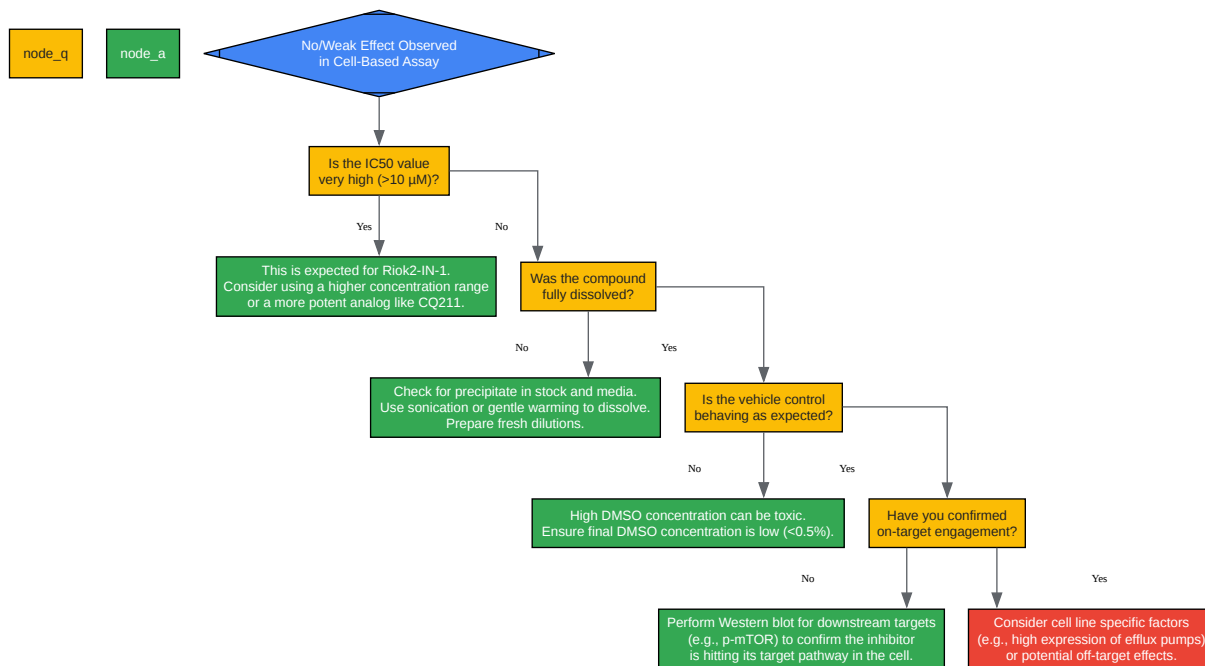 node_q
node_a
No/Weak Effect Observed
in Cell-Based Assay
Is the IC50 value
very high (>10 µM)?
Yes
No
This is expected for Riok2-IN-1.
Consider using a higher concentration range
or a more potent analog like CQ211.
Was the compound
fully dissolved?
No
Yes
Check for precipitate in stock and media.
Use sonication or gentle warming to dissolve.
Prepare fresh dilutions.
Is the vehicle control
behaving as expected?
No
Yes
High DMSO concentration can be toxic.
Ensure final DMSO concentration is low (<0.5%).
Have you confirmed
on-target engagement?
No
Yes
Perform Western blot for downstream targets
(e.g., p-mTOR) to confirm the inhibitor
is hitting its target pathway in the cell.
Consider cell line specific factors
(e.g., high expression of efflux pumps)
or potential off-target effects.